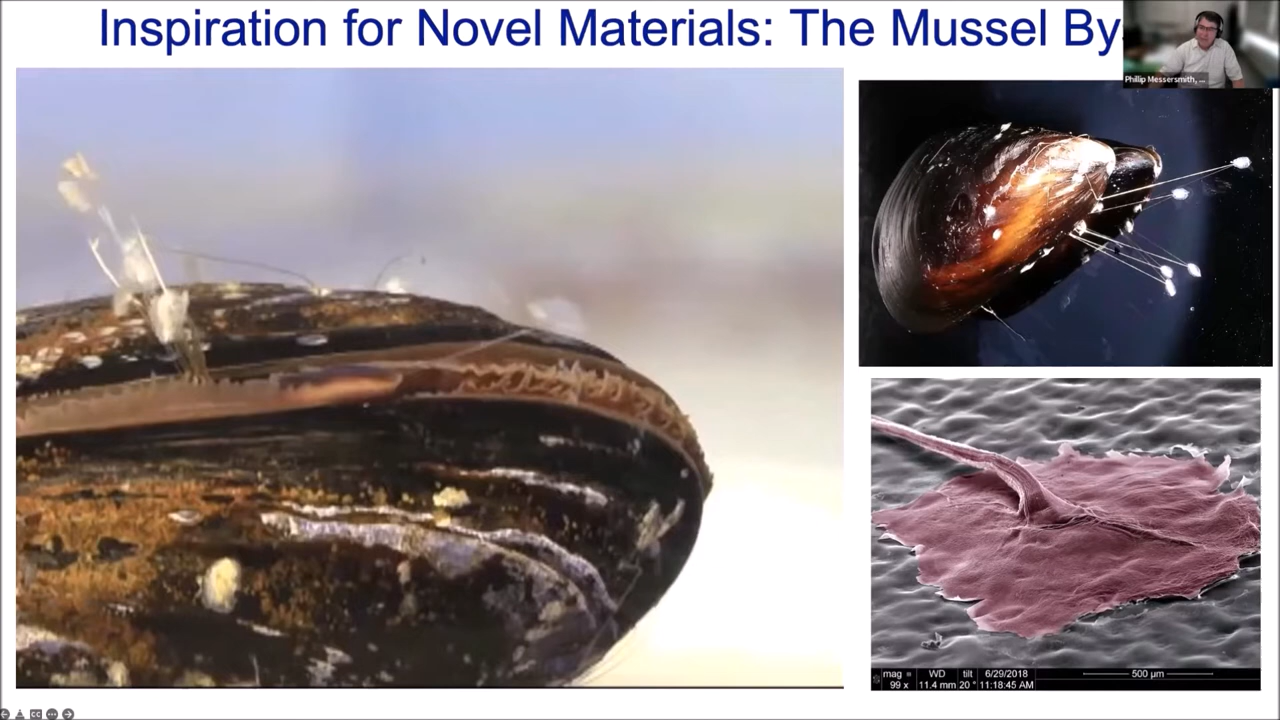 Inspiration for Novel Materials: The Mussel By
Phillip Messersmith, ...
mag = WD tilt 6/29/2018 500 µm
99 x 11.4 mm 20 ° 11:18:45 AM
cc